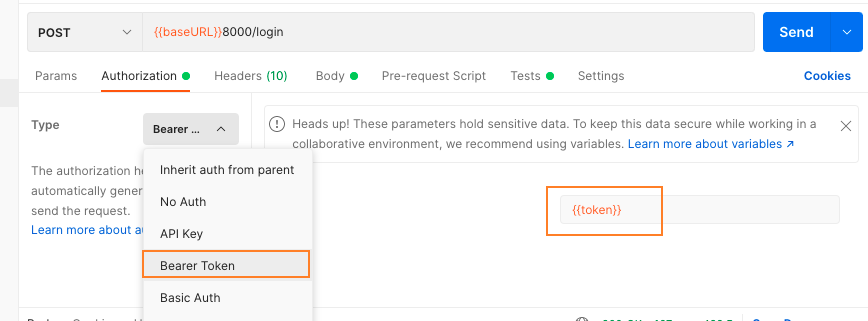 POST
{{baseURL}}8000/login
Send
Params
Authorization
Headers (10)
Body
Pre-request Script
Tests
Settings
Cookies
Type
Bearer ...
Heads up! These parameters hold sensitive data. To keep this data secure while working in a
collaborative environment, we recommend using variables. Learn more about variables ↗
The authorization he
automatically gener
send the request.
Learn more about au
Inherit auth from parent
No Auth
API Key
Bearer Token
Basic Auth
{{token}}